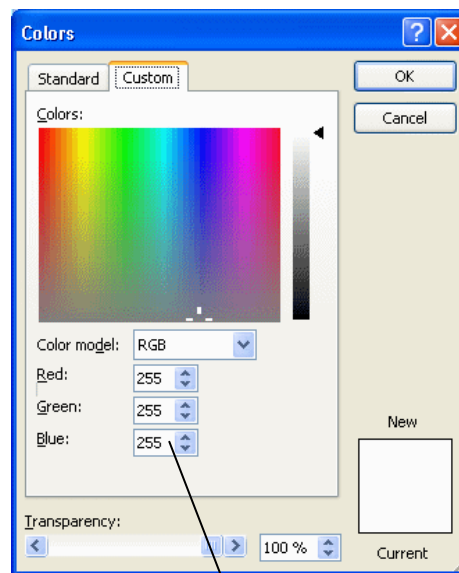 Colors
Standard Custom
OK
Cancel
Colors:
Color model: RGB
Red: 255
Green: 255
Blue: 255
New
Transparency:
100 %
Current